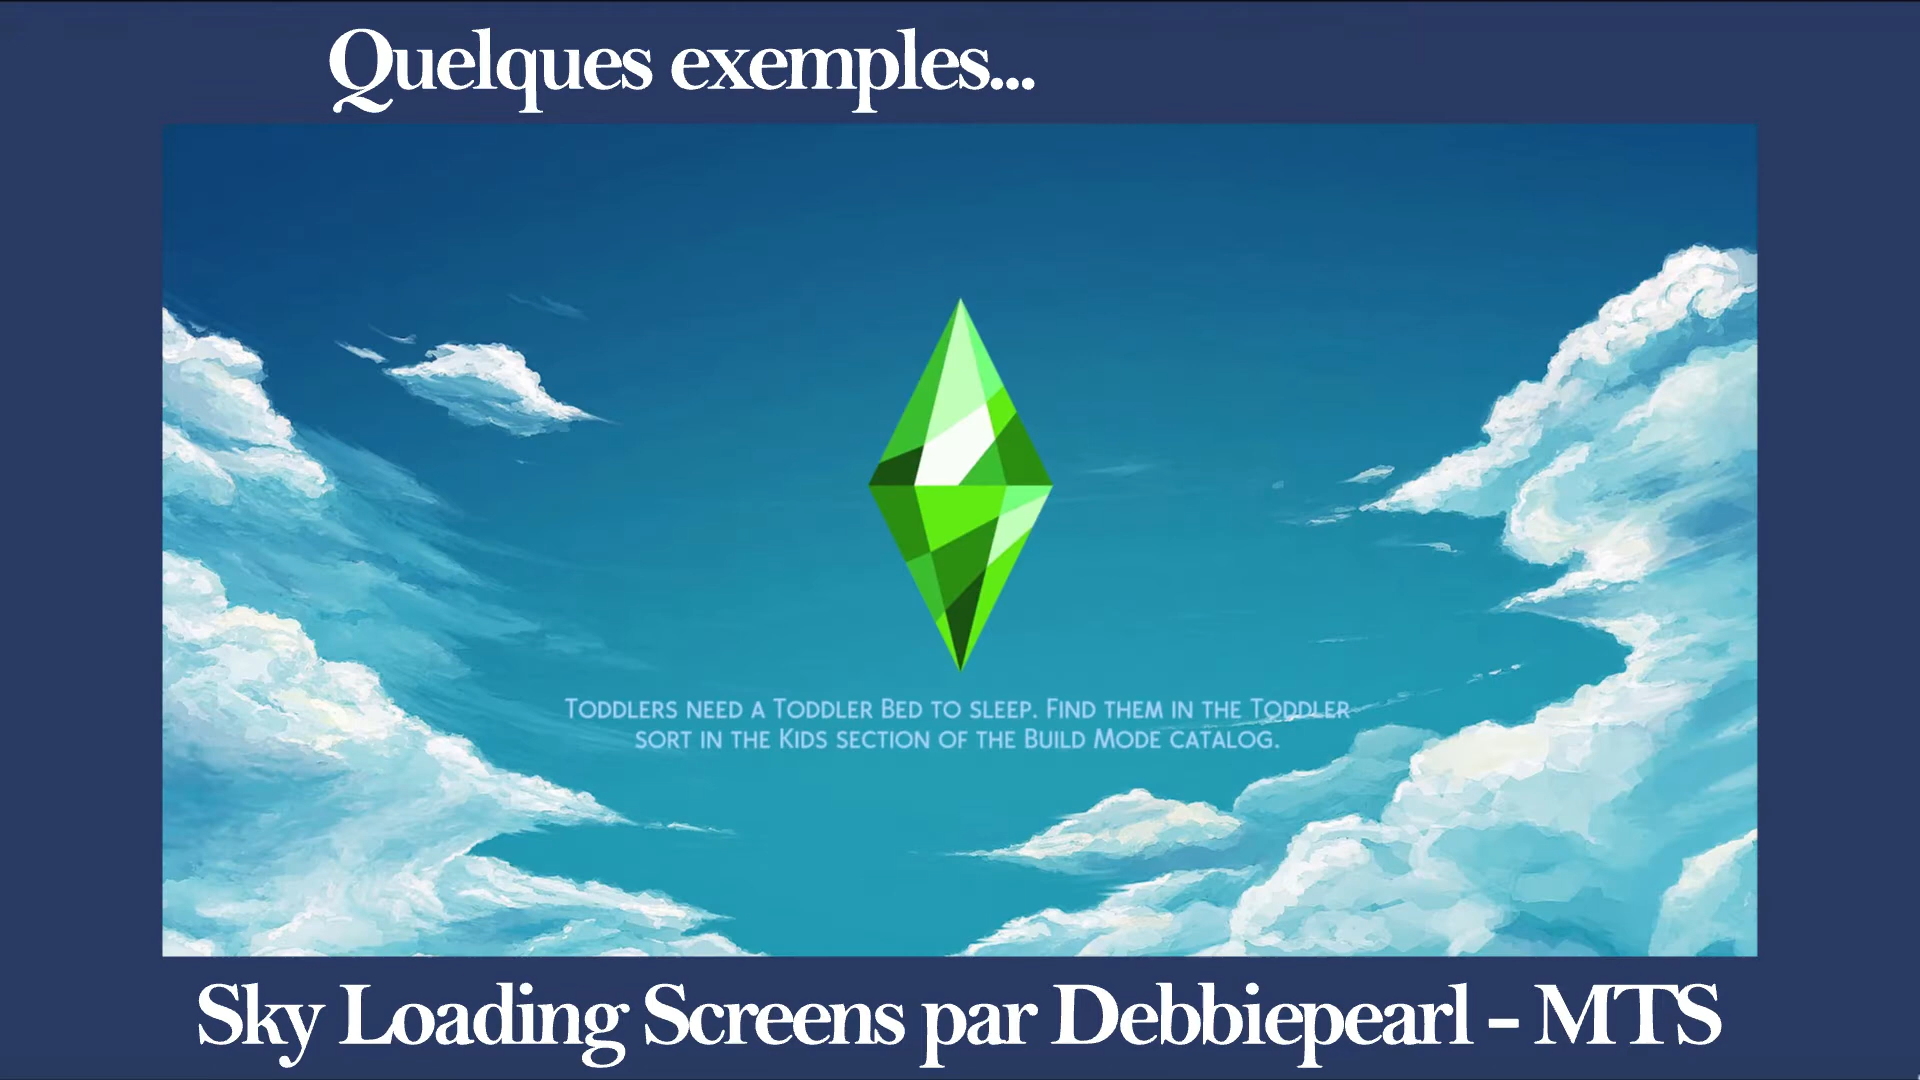 Quelques exemples...
Toddlers need a Toddler Bed to sleep. Find them in the Toddler
sort in the Kids section of the Build Mode catalog.
Sky Loading Screens par Debbiepearl - MTS